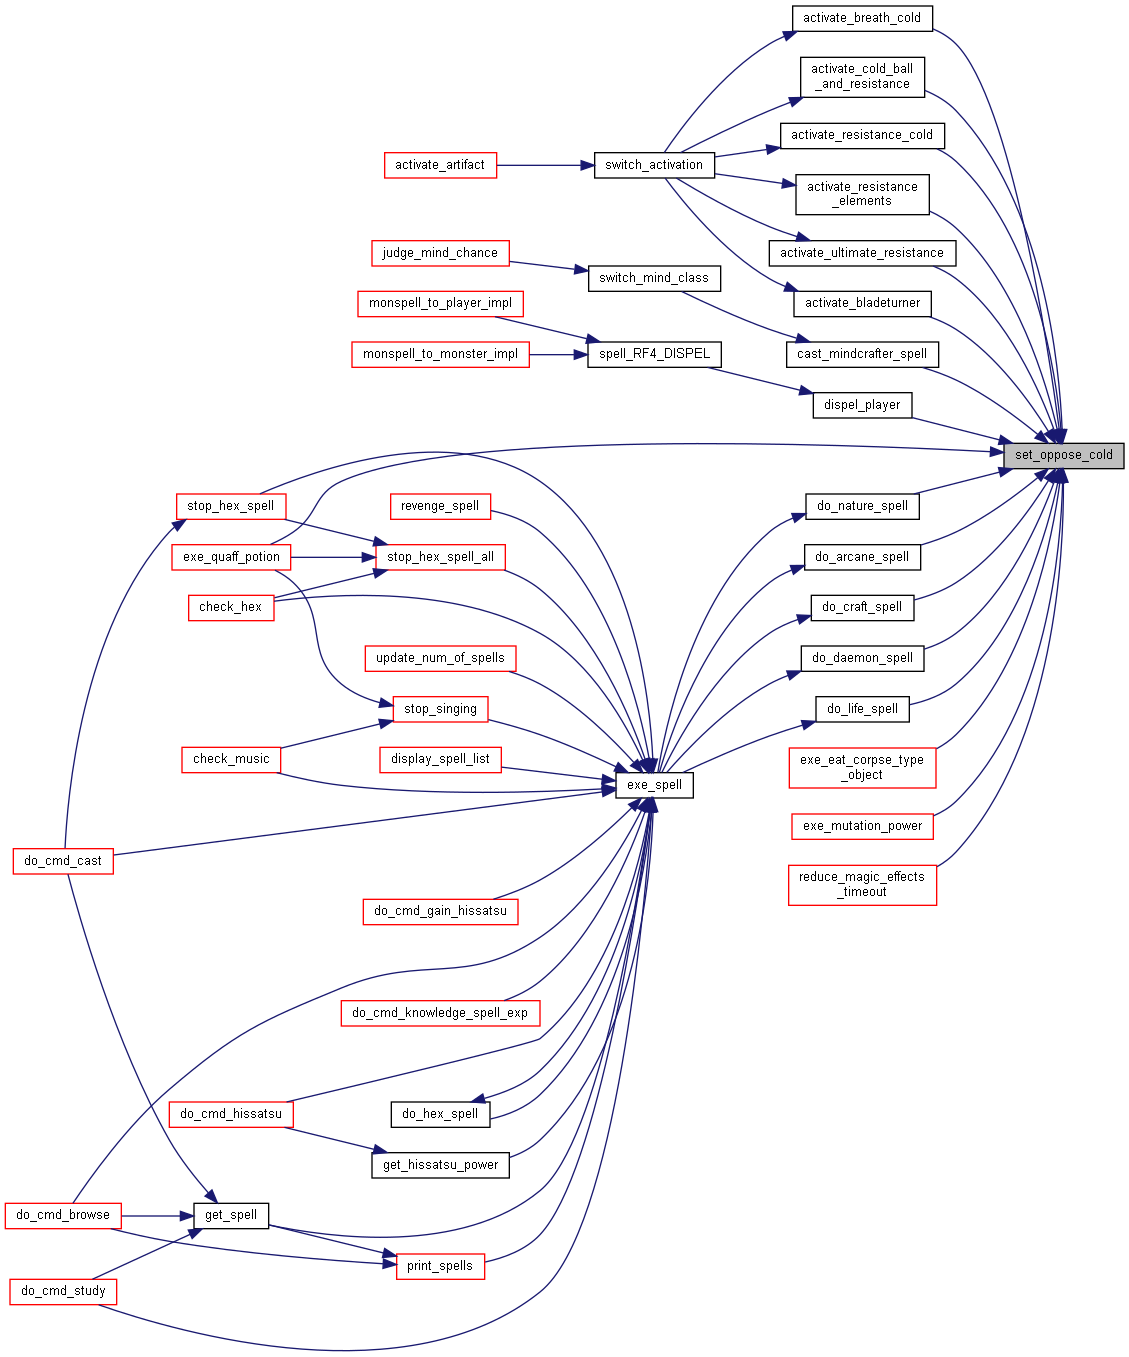 activate_breath_cold
activate_cold_ball
_and_resistance
activate_resistance_cold
activate_artifact
switch_activation
activate_resistance
_elements
judge_mind_chance
activate_ultimate_resistance
switch_mind_class
monspell_to_player_impl
activate_bladeturner
monspell_to_monster_impl
spell_RF4_DISPEL
cast_mindcrafter_spell
dispel_player
set_oppose_cold
stop_hex_spell
revenge_spell
do_nature_spell
exe_quaff_potion
stop_hex_spell_all
do_arcane_spell
check_hex
do_craft_spell
update_num_of_spells
do_daemon_spell
stop_singing
do_life_spell
check_music
display_spell_list
exe_eat_corpse_type
_object
exe_spell
exe_mutation_power
do_cmd_cast
reduce_magic_effects
_timeout
do_cmd_gain_hissatsu
do_cmd_knowledge_spell_exp
do_cmd_hissatsu
do_hex_spell
get_hissatsu_power
do_cmd_browse
get_spell
print_spells
do_cmd_study